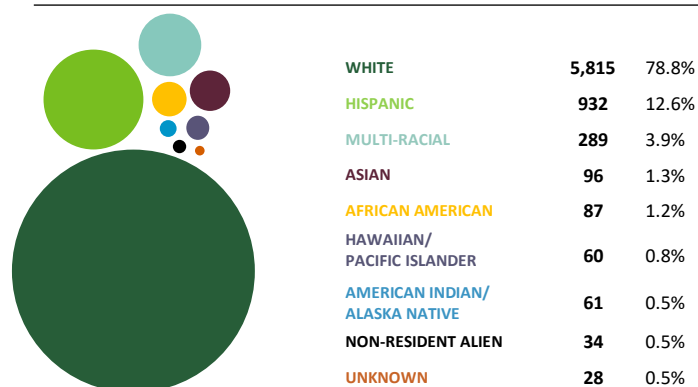 WHITE 5,815 78.8%
HISPANIC 932 12.6%
MULTI-RACIAL 289 3.9%
ASIAN 96 1.3%
AFRICAN AMERICAN 87 1.2%
HAWAIIAN/
PACIFIC ISLANDER 60 0.8%
AMERICAN INDIAN/
ALASKA NATIVE 61 0.5%
NON-RESIDENT ALIEN 34 0.5%
UNKNOWN 28 0.5%